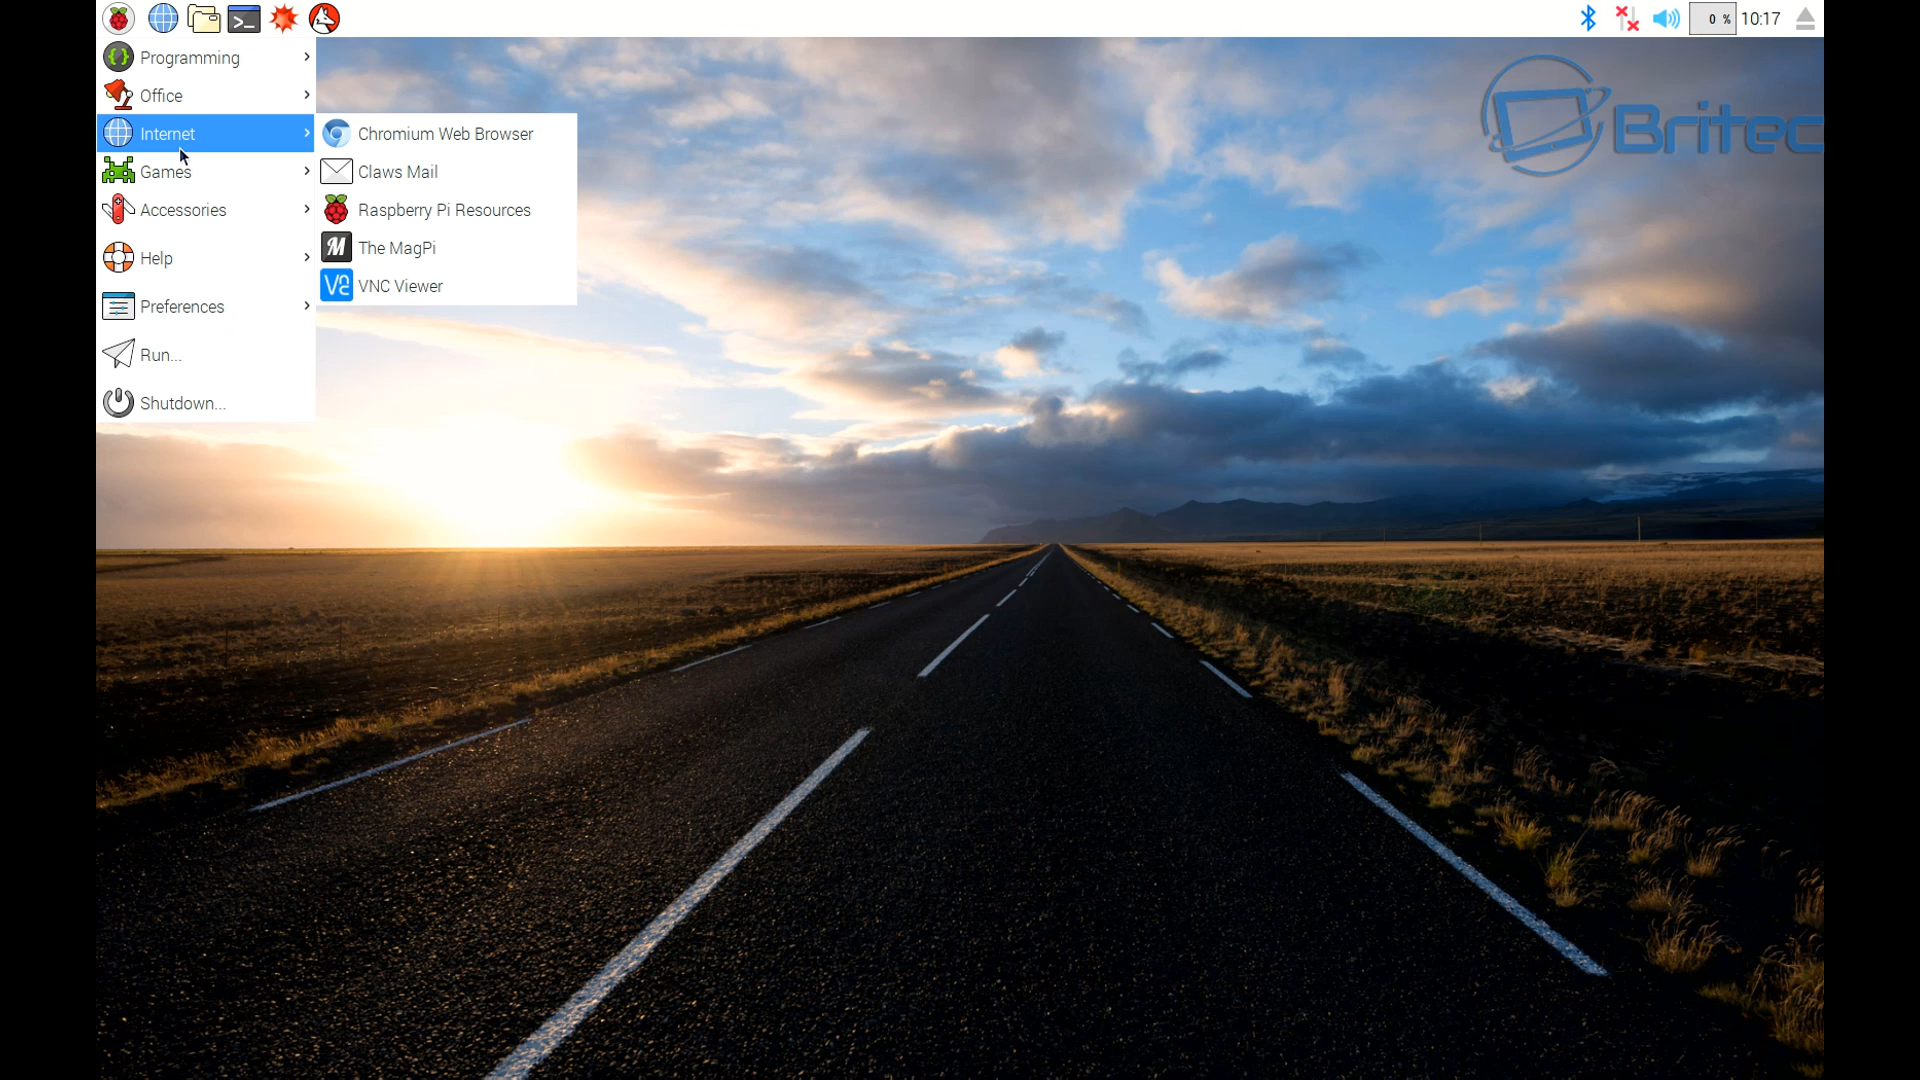 0 %
10:17
Programming
Office
Internet
Games
Accessories
Help
Preferences
Run...
Shutdown...
Chromium Web Browser
Claws Mail
Raspberry Pi Resources
M
The MagPi
VNC Viewer
Britec